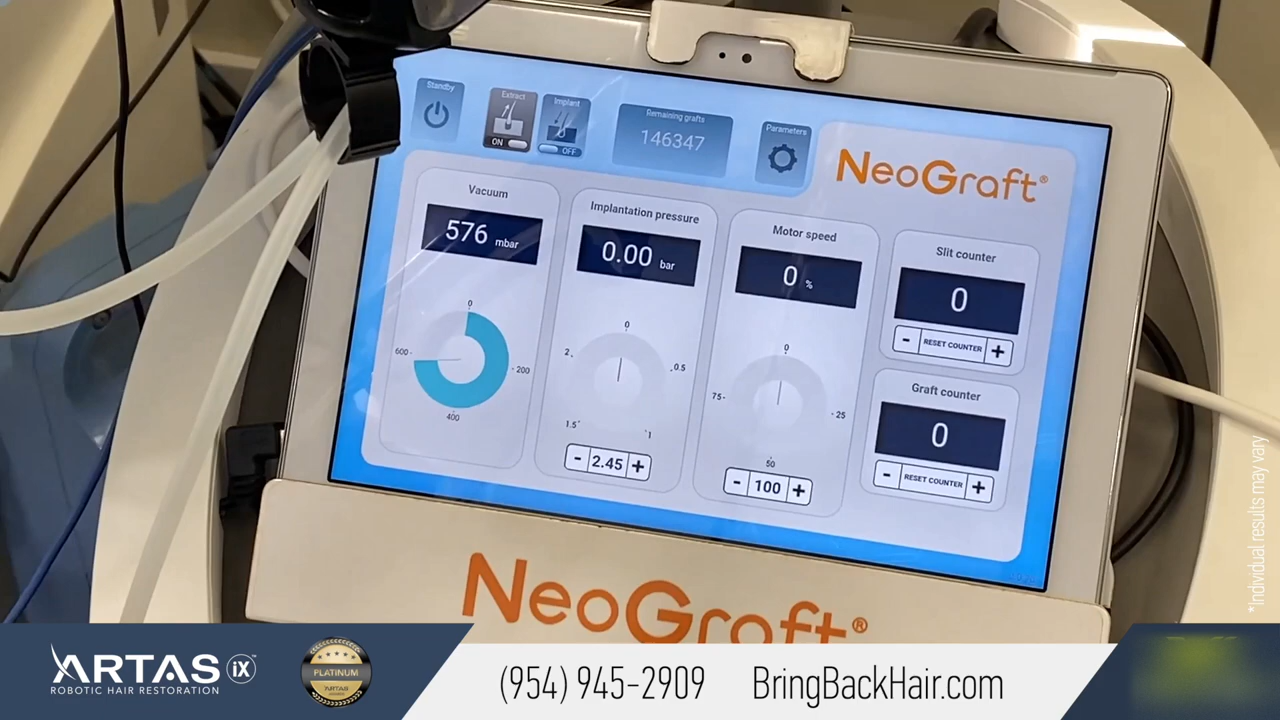 Standby
Extract
ON
Implant
OFF
Remaining grafts
146347
Parameters
NeoGraft®
Vacuum
576 mbar
0
200
400
600
Implantation pressure
0.00 bar
0
0.5
1
1.5
2
- 2.45 +
Motor speed
0 %
0
25
50
75
- 100 +
Slit counter
0
- RESET COUNTER +
Graft counter
0
- RESET COUNTER +
NeoGraft®
*Individual results may vary
ARTAS iX™
ROBOTIC HAIR RESTORATION
PLATINUM
ARTAS
(954) 945-2909
BringBackHair.com